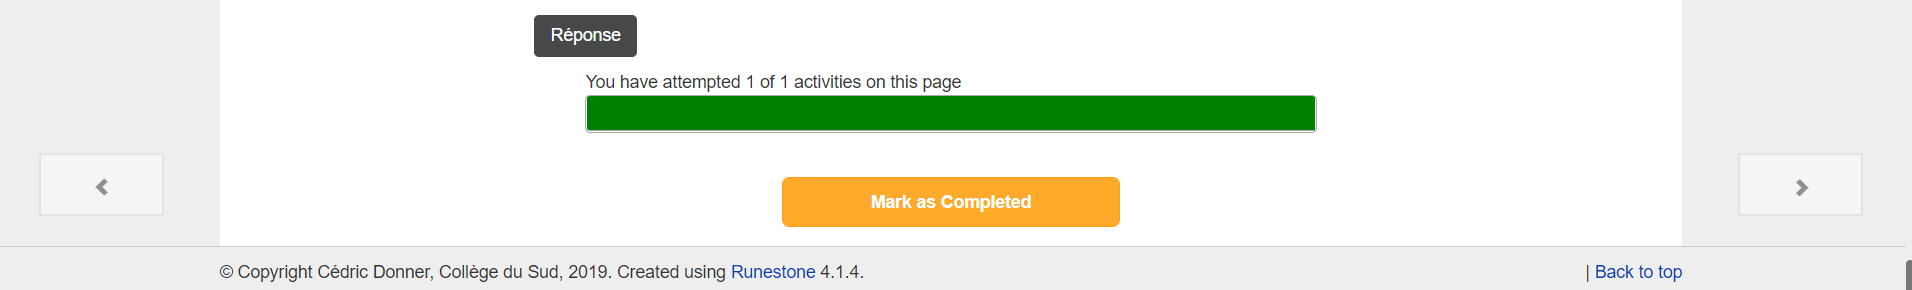 Réponse
You have attempted 1 of 1 activities on this page
Mark as Completed
© Copyright Cédric Donner, Collège du Sud, 2019. Created using Runestone 4.1.4.
| Back to top